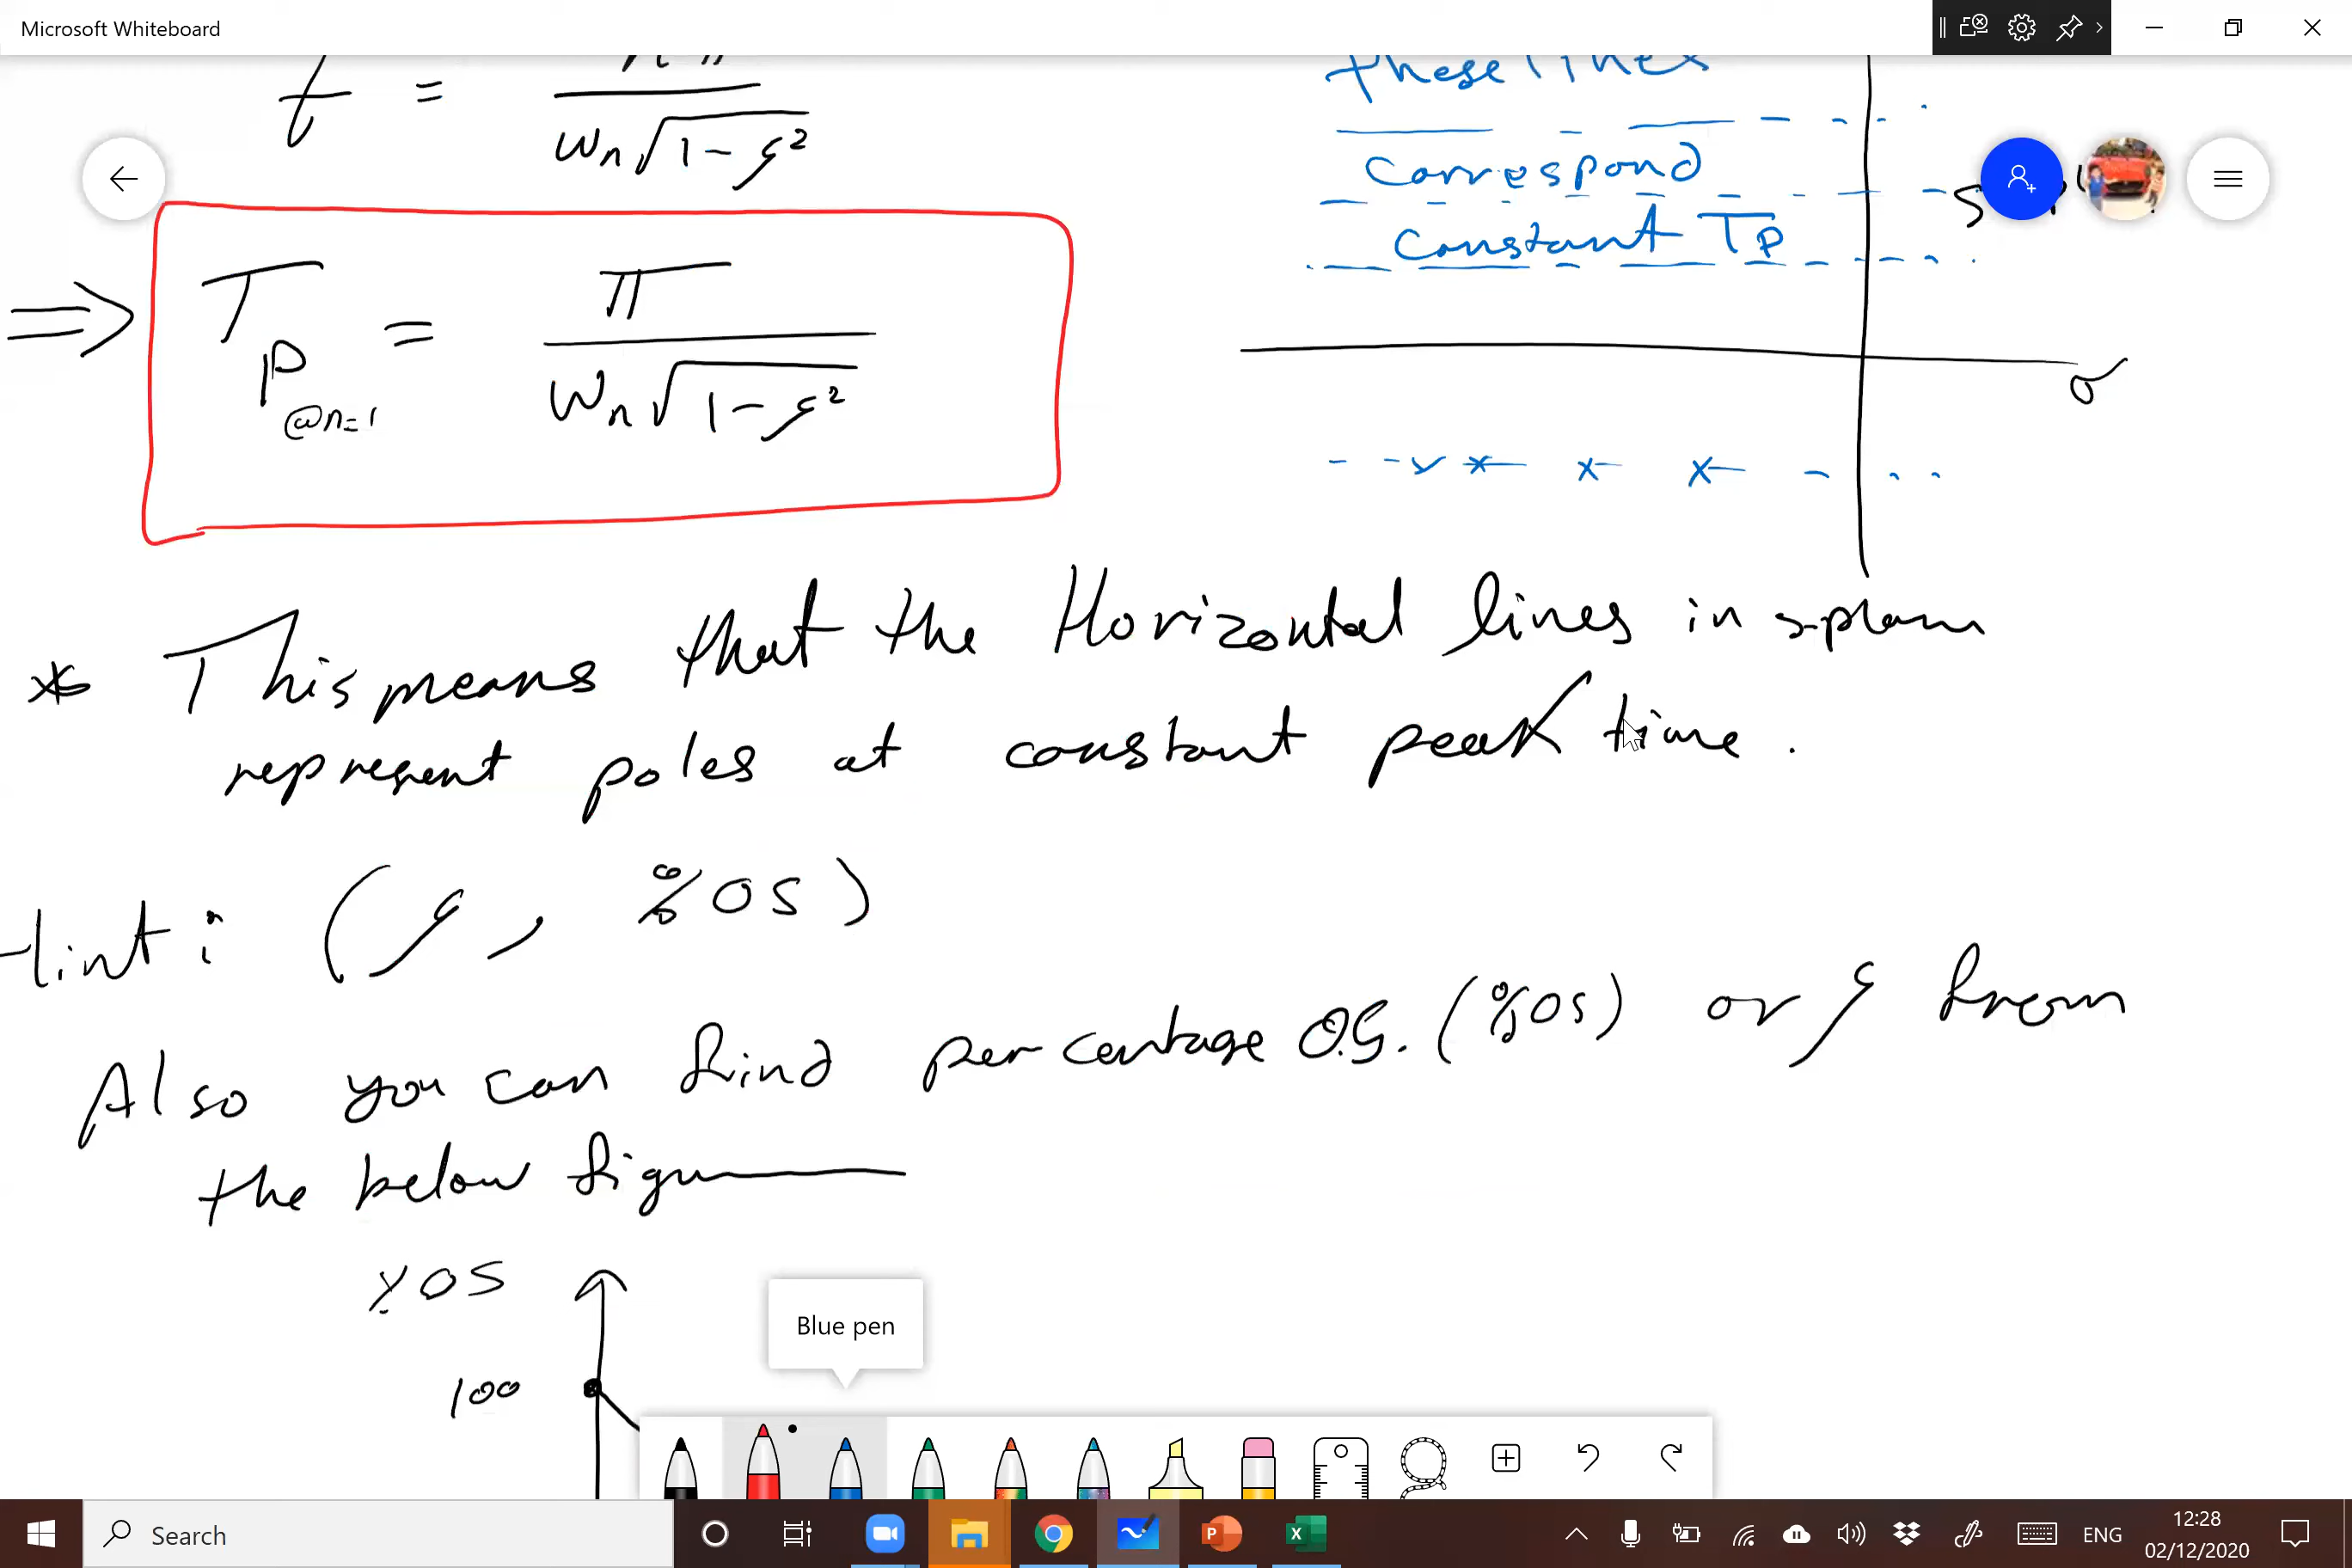 Microsoft Whiteboard
t = nπ / ωn√1-ζ²
these lines
correspond
constant Tp
⇒ Tp @n=1 = π / ωn√1-ζ²
σ
* This means that the Horizontal lines in s-plane
represent poles at constant peak time.
Hint: (ζ, %OS)
Also you can find percentage O.S. (%OS) or ζ from
the below figure
%OS
100
Blue pen
Search
ENG
12:28
02/12/2020